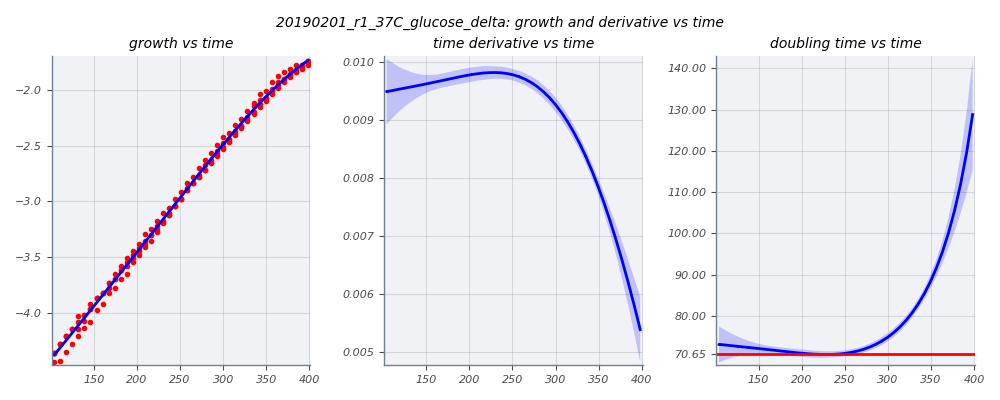 20190201_r1_37C_glucose_delta: growth and derivative vs time
growth vs time
time derivative vs time
doubling time vs time
−2.0
−2.5
−3.0
−3.5
−4.0
150 200 250 300 350 400
0.010
0.009
0.008
0.007
0.006
0.005
150 200 250 300 350 400
140.00
130.00
120.00
110.00
100.00
90.00
80.00
70.65
150 200 250 300 350 400